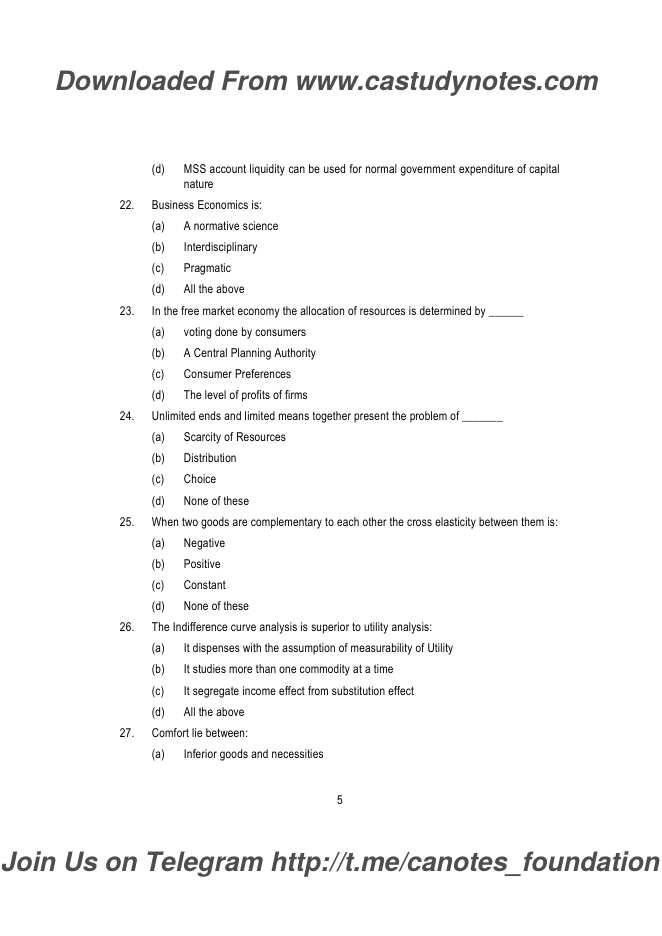 Downloaded From www.castudynotes.com
(d) MSS account liquidity can be used for normal government expenditure of capital
nature
22. Business Economics is:
(a) A normative science
(b) Interdisciplinary
(c) Pragmatic
(d) All the above
23. In the free market economy the allocation of resources is determined by ______
(a) voting done by consumers
(b) A Central Planning Authority
(c) Consumer Preferences
(d) The level of profits of firms
24. Unlimited ends and limited means together present the problem of _______
(a) Scarcity of Resources
(b) Distribution
(c) Choice
(d) None of these
25. When two goods are complementary to each other the cross elasticity between them is:
(a) Negative
(b) Positive
(c) Constant
(d) None of these
26. The Indifference curve analysis is superior to utility analysis:
(a) It dispenses with the assumption of measurability of Utility
(b) It studies more than one commodity at a time
(c) It segregate income effect from substitution effect
(d) All the above
27. Comfort lie between:
(a) Inferior goods and necessities
5
Join Us on Telegram http://t.me/canotes_foundation